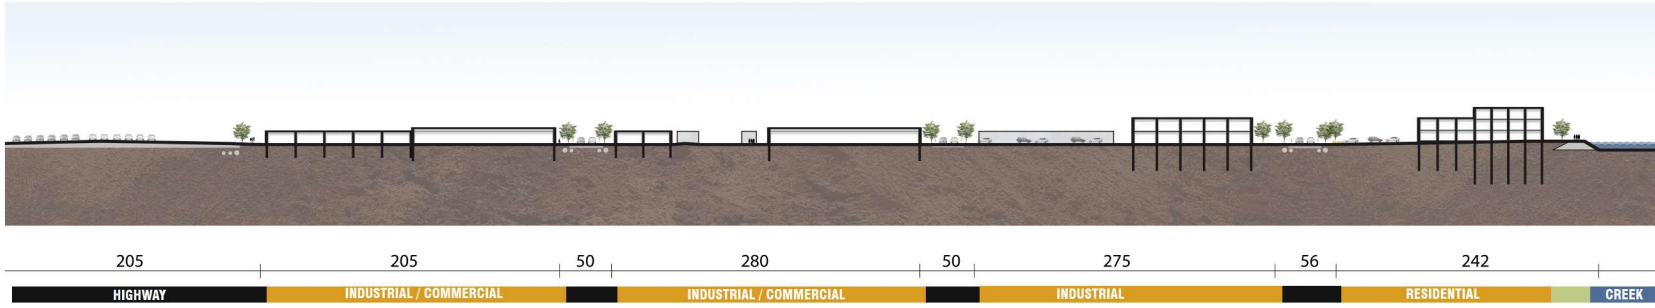 205 205 50 280 50 275 56 242
HIGHWAY INDUSTRIAL / COMMERCIAL INDUSTRIAL / COMMERCIAL INDUSTRIAL RESIDENTIAL CREEK